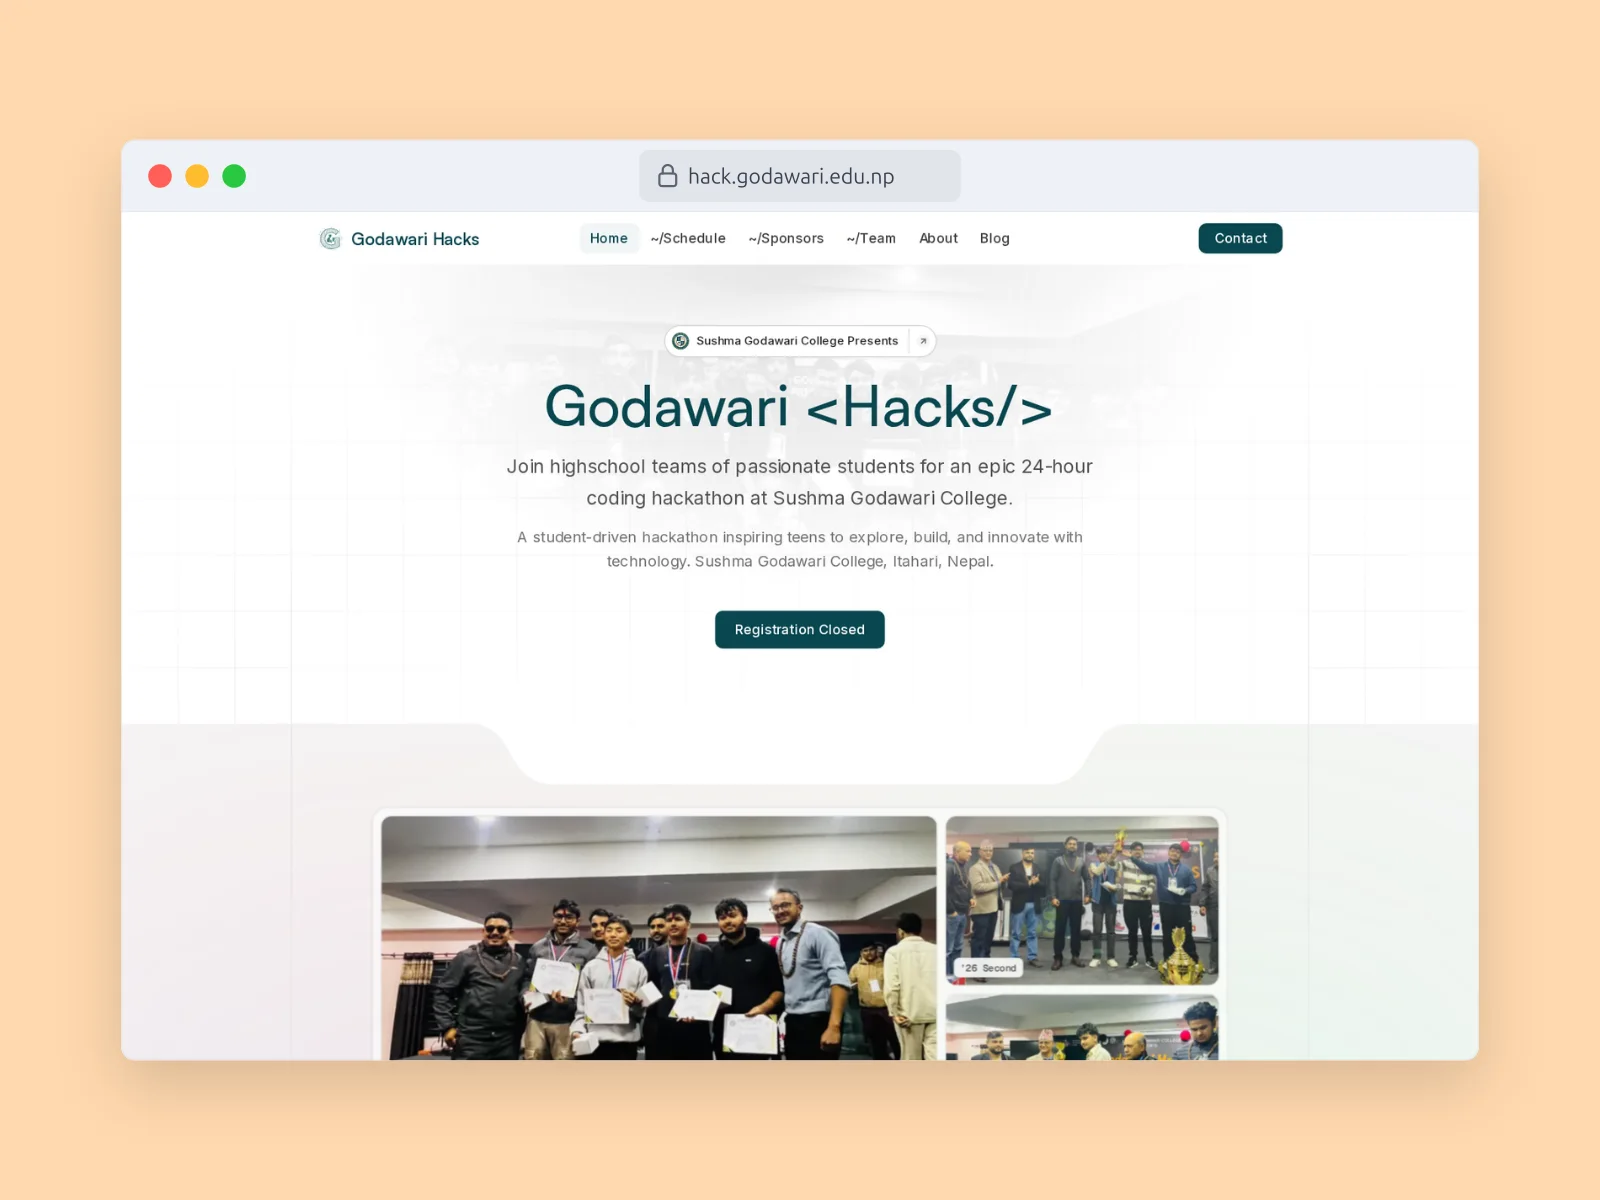 hack.godawari.edu.np
Godawari Hacks
Home
~/Schedule
~/Sponsors
~/Team
About
Blog
Contact
Sushma Godawari College Presents
Godawari <Hacks/>
Join highschool teams of passionate students for an epic 24-hour
coding hackathon at Sushma Godawari College.
A student-driven hackathon inspiring teens to explore, build, and innovate with
technology. Sushma Godawari College, Itahari, Nepal.
Registration Closed
'26 Second